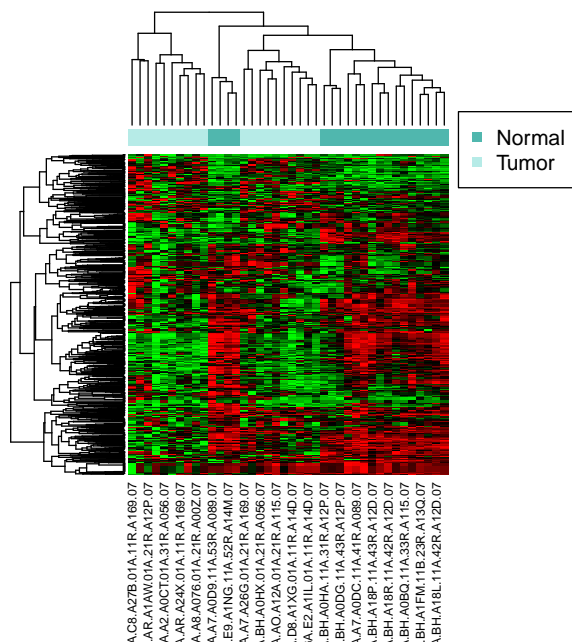 Normal
Tumor
A.C8.A27B.01A.11R.A169.07
.AR.A1AW.01A.21R.A12P.07
A.A2.A0CT.01A.31R.A056.07
.AR.A24X.01A.11R.A169.07
A.A8.A076.01A.21R.A00Z.07
A.A7.A0D9.11A.53R.A089.07
.E9.A1NG.11A.52R.A14M.07
A.A7.A26G.01A.21R.A169.07
.BH.A0HX.01A.21R.A056.07
.AO.A12A.01A.21R.A115.07
.D8.A1XG.01A.11R.A14D.07
A.E2.A1IL.01A.11R.A14D.07
.BH.A0HA.11A.31R.A12P.07
.BH.A0DG.11A.43R.A12P.07
A.A7.A0DC.11A.41R.A089.07
.BH.A18P.11A.43R.A12D.07
.BH.A18R.11A.42R.A12D.07
.BH.A0BQ.11A.33R.A115.07
.BH.A1FM.11B.23R.A13Q.07
A.BH.A18L.11A.42R.A12D.07